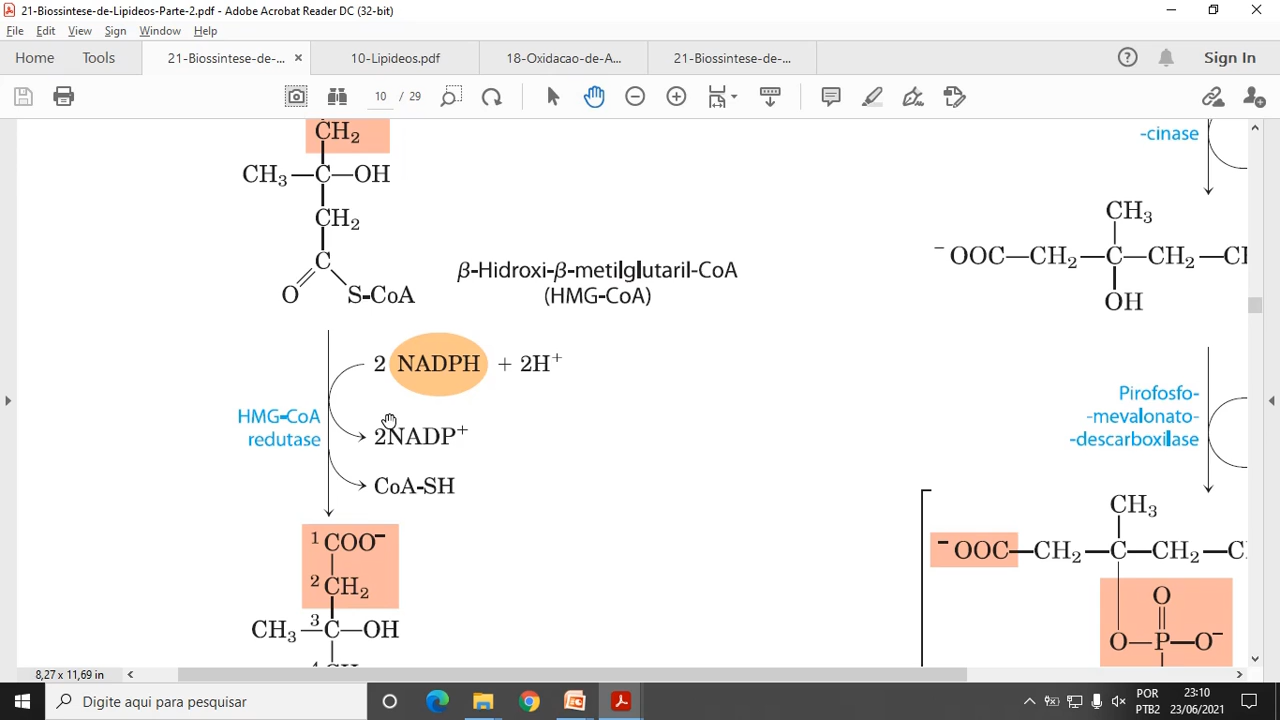 21-Biossintese-de-Lipideos-Parte-2.pdf - Adobe Acrobat Reader DC (32-bit)
File Edit View Sign Window Help
Home Tools 21-Biossintese-de-... × 10-Lipideos.pdf 18-Oxidacao-de-A... 21-Biossintese-de-... Sign In
10 / 29
CH₂
CH₃—C—OH
CH₂
C
O S-CoA
β-Hidroxi-β-metilglutaril-CoA
(HMG-CoA)
2 NADPH + 2H⁺
HMG-CoA
redutase
2NADP⁺
CoA-SH
¹COO⁻
²CH₂
CH₃—³C—OH
-cinase
CH₃
⁻OOC—CH₂—C—CH₂—
OH
Pirofosfo-
-mevalonato-
-descarboxilase
CH₃
⁻OOC—CH₂—C—CH₂—
O
O—P—O⁻
8,27 x 11,69 in
Digite aqui para pesquisar
POR
PTB2
23:10
23/06/2021